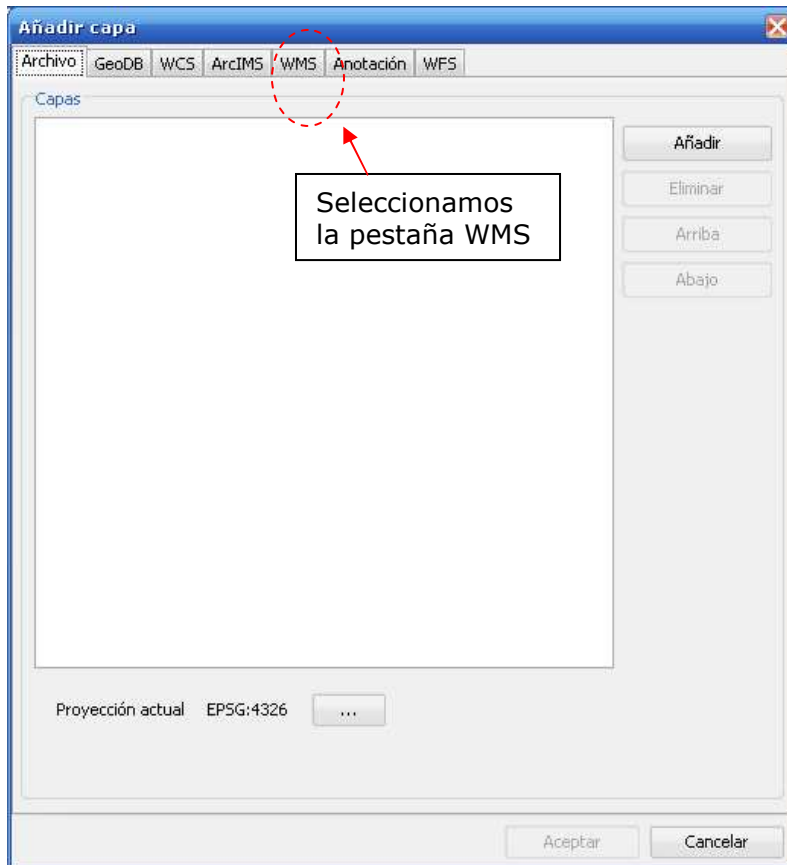 Añadir capa
Archivo GeoDB WCS ArcIMS WMS Anotación WFS
Capas
Añadir
Eliminar
Arriba
Abajo
Seleccionamos
la pestaña WMS
Proyección actual EPSG:4326 ...
Aceptar Cancelar